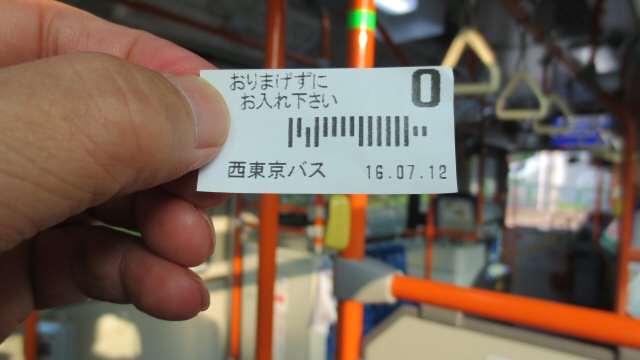 おりまげずに
お入れ下さい
0
西東京バス 16.07.12